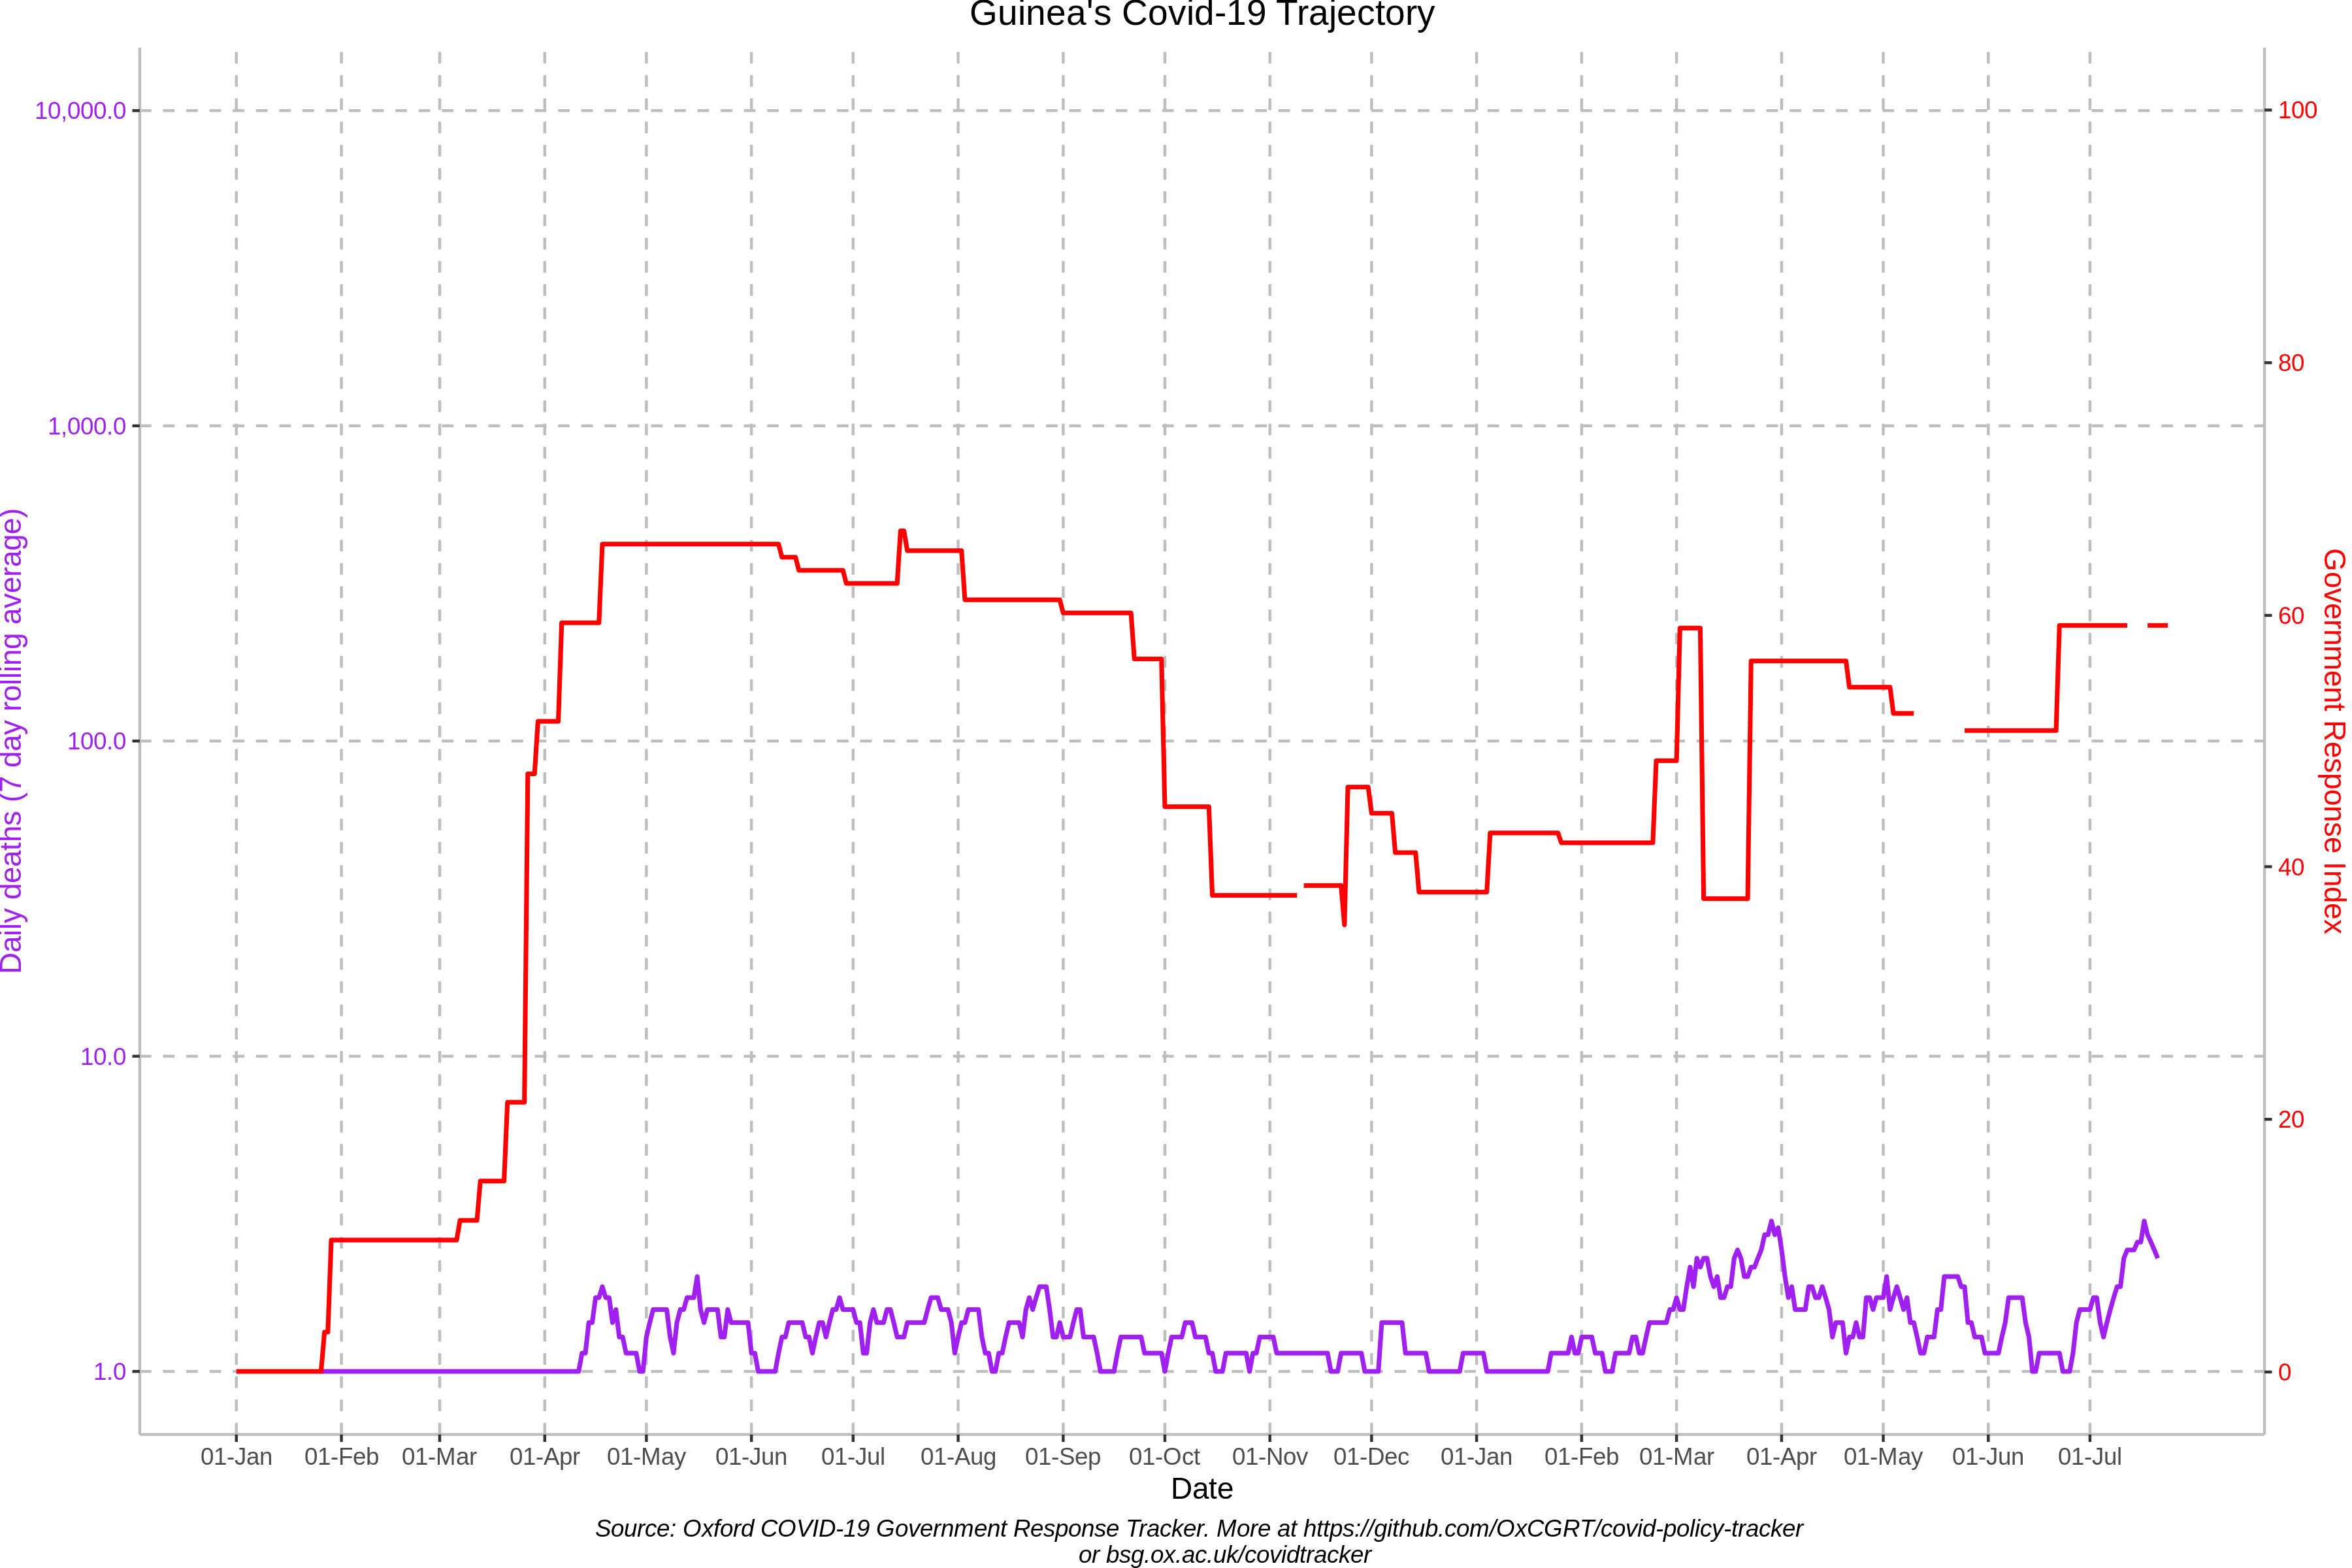 Guinea's Covid-19 Trajectory
10,000.0
1,000.0
100.0
10.0
1.0
Daily deaths (7 day rolling average)
100
80
60
40
20
0
Government Response Index
01-Jan 01-Feb 01-Mar 01-Apr 01-May 01-Jun 01-Jul 01-Aug 01-Sep 01-Oct 01-Nov 01-Dec 01-Jan 01-Feb 01-Mar 01-Apr 01-May 01-Jun 01-Jul
Date
Source: Oxford COVID-19 Government Response Tracker. More at https://github.com/OxCGRT/covid-policy-tracker
or bsg.ox.ac.uk/covidtracker